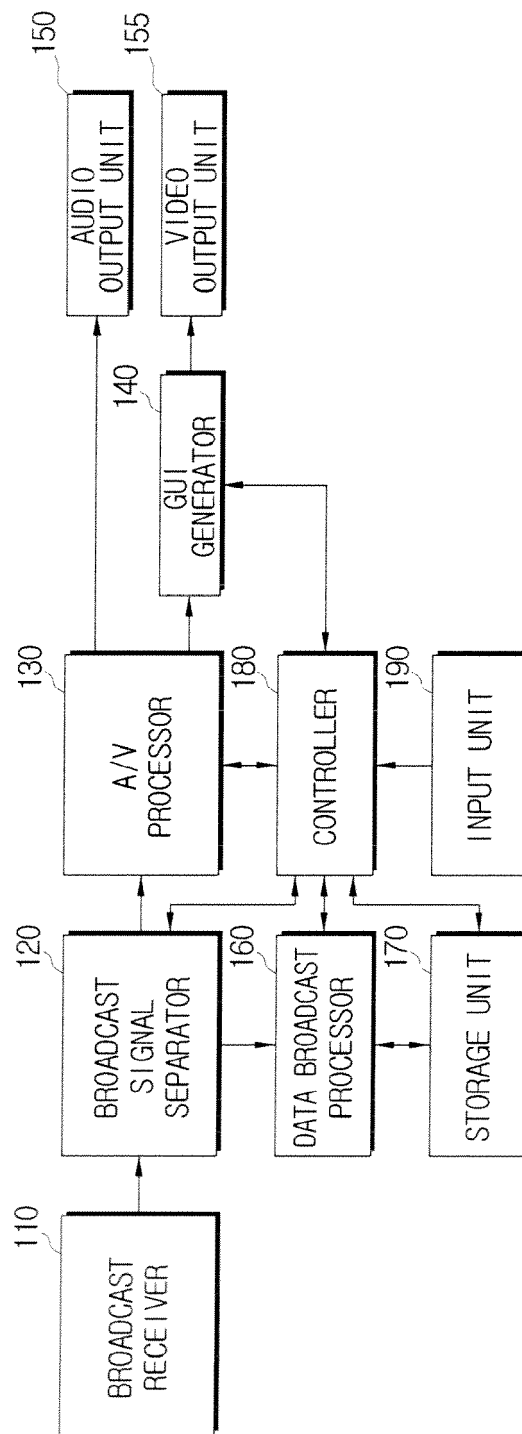 110
BROADCAST
RECEIVER
120
BROADCAST
SIGNAL
SEPARATOR
130
A/V
PROCESSOR
140
GUI
GENERATOR
150
AUDIO
OUTPUT UNIT
155
VIDEO
OUTPUT UNIT
160
DATA BROADCAST
PROCESSOR
170
STORAGE UNIT
180
CONTROLLER
190
INPUT UNIT